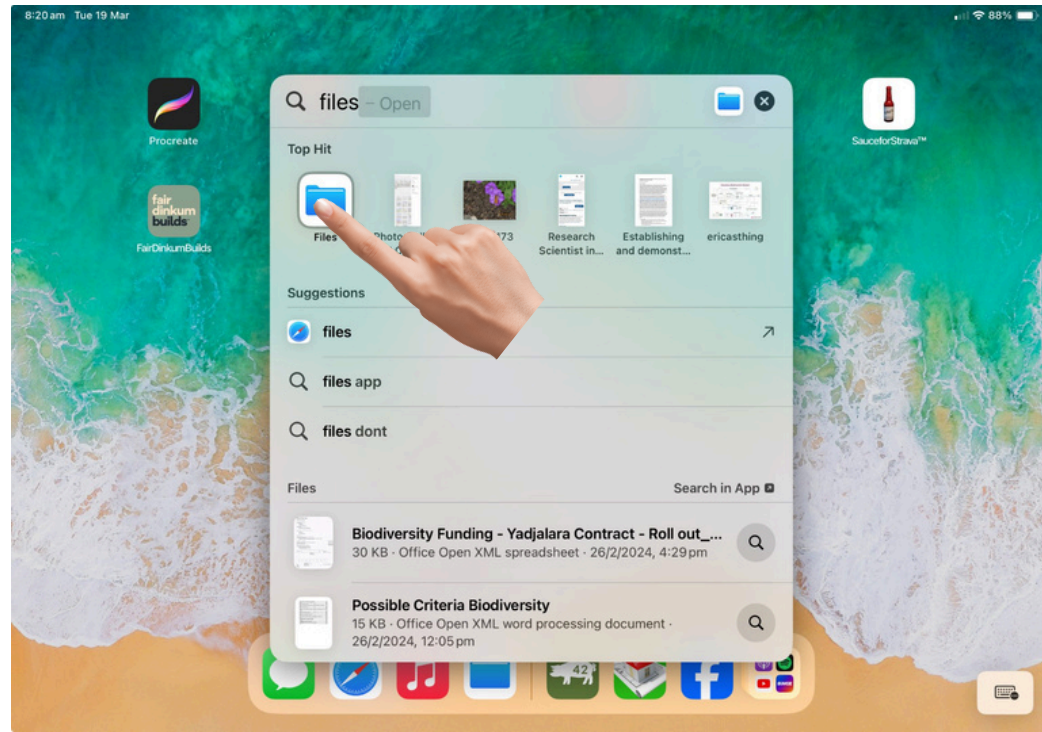 8:20 am Tue 19 Mar
88%
files – Open
Top Hit
Files
Research
Scientist in...
Establishing
and demonst...
ericasthing
Procreate
fair
dinkum
builds
FairDinkumBuilds
SauceforStrava™
Suggestions
files
files app
files dont
Files
Search in App
Biodiversity Funding - Yadjalara Contract - Roll out_...
30 KB · Office Open XML spreadsheet · 26/2/2024, 4:29 pm
Possible Criteria Biodiversity
15 KB · Office Open XML word processing document ·
26/2/2024, 12:05 pm
42